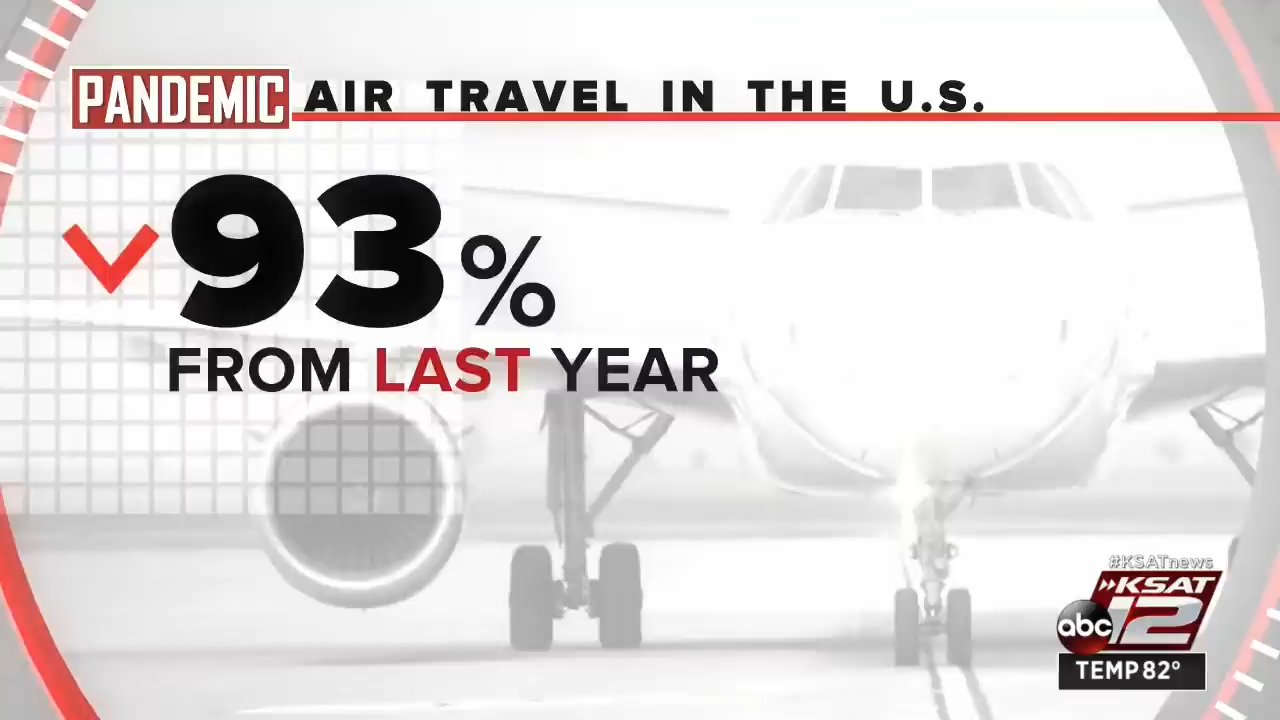 PANDEMIC AIR TRAVEL IN THE U.S.
93%
FROM LAST YEAR
#KSATnews
KSAT
abc 12
TEMP 82°